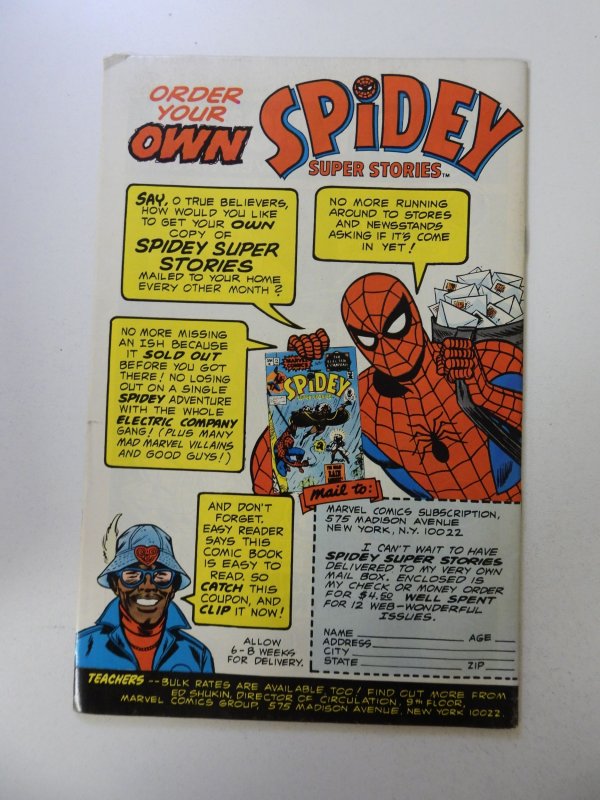 ORDER
YOUR
OWN
SPiDEY
SUPER STORIES™
SAY, O TRUE BELIEVERS,
HOW WOULD YOU LIKE
TO GET YOUR OWN
COPY OF
SPIDEY SUPER
STORIES
MAILED TO YOUR HOME
EVERY OTHER MONTH?
NO MORE RUNNING
AROUND TO STORES
AND NEWSSTANDS
ASKING IF IT'S COME
IN YET!
NO MORE MISSING
AN ISH BECAUSE
IT SOLD OUT
BEFORE YOU GOT
THERE! NO LOSING
OUT ON A SINGLE
SPIDEY ADVENTURE
WITH THE WHOLE
ELECTRIC COMPANY
GANG! (PLUS MANY
MAD MARVEL VILLAINS
AND GOOD GUYS!)
SPIDEY
AND DON'T
FORGET,
EASY READER
SAYS THIS
COMIC BOOK
IS EASY TO
READ. SO
CATCH THIS
COUPON, AND
CLIP IT NOW!
ALLOW
6-8 WEEKS
FOR DELIVERY.
mail to:
MARVEL COMICS SUBSCRIPTION,
575 MADISON AVENUE
NEW YORK, N.Y. 10022
I CAN'T WAIT TO HAVE
SPIDEY SUPER STORIES
DELIVERED TO MY VERY OWN
MAIL BOX. ENCLOSED IS
MY CHECK OR MONEY ORDER
FOR $4.50 WELL SPENT
FOR 12 WEB-WONDERFUL
ISSUES.
NAME AGE
ADDRESS
CITY
STATE ZIP
TEACHERS -- BULK RATES ARE AVAILABLE, TOO! FIND OUT MORE FROM
ED SHUKIN, DIRECTOR OF CIRCULATION, 9TH FLOOR,
MARVEL COMICS GROUP, 575 MADISON AVENUE, NEW YORK 10022.